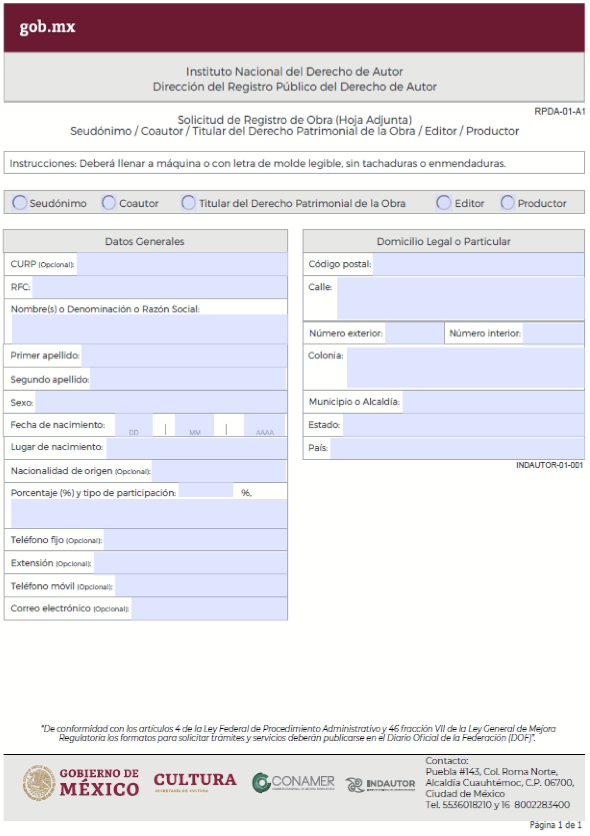 gob.mx
Instituto Nacional del Derecho de Autor
Dirección del Registro Público del Derecho de Autor
RPDA-01-A1
Solicitud de Registro de Obra (Hoja Adjunta)
Seudónimo / Coautor / Titular del Derecho Patrimonial de la Obra / Editor / Productor
Instrucciones: Deberá llenar a máquina o con letra de molde legible, sin tachaduras o enmendaduras.
Seudónimo Coautor Titular del Derecho Patrimonial de la Obra Editor Productor
Datos Generales
CURP (Opcional):
RFC:
Nombre(s) o Denominación o Razón Social:
Primer apellido:
Segundo apellido:
Sexo:
Fecha de nacimiento: DD | MM | AAAA
Lugar de nacimiento:
Nacionalidad de origen (Opcional):
Porcentaje (%) y tipo de participación: %,
Teléfono fijo (Opcional):
Extensión (Opcional):
Teléfono móvil (Opcional):
Correo electrónico (Opcional):
Domicilio Legal o Particular
Código postal:
Calle:
Número exterior: Número interior:
Colonia:
Municipio o Alcaldía:
Estado:
País:
INDAUTOR-01-001
"De conformidad con los artículos 4 de la Ley Federal de Procedimiento Administrativo y 46 fracción VII de la Ley General de Mejora
Regulatoria los formatos para solicitar trámites y servicios deberán publicarse en el Diario Oficial de la Federación (DOF)".
GOBIERNO DE
MÉXICO
CULTURA
SECRETARÍA DE CULTURA
CONAMER
INDAUTOR
Contacto:
Puebla #143, Col. Roma Norte,
Alcaldía Cuauhtémoc, C.P. 06700,
Ciudad de México
Tel. 5536018210 y 16 8002283400
Página 1 de 1